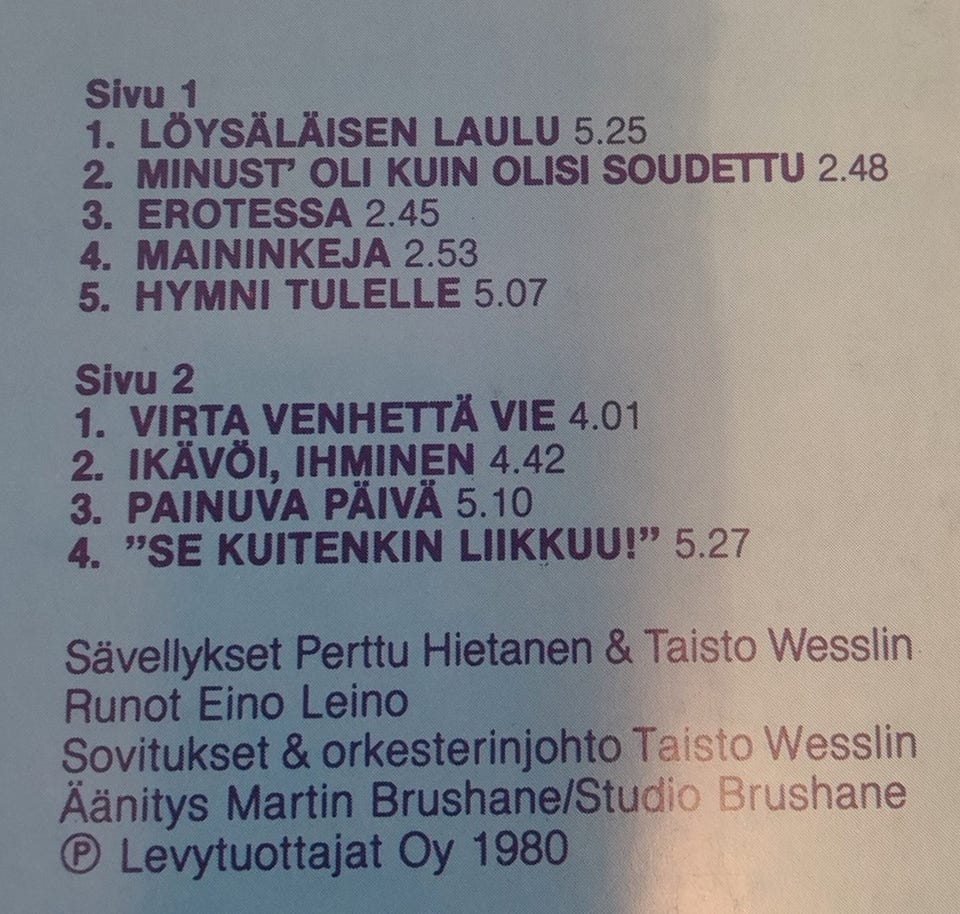 Sivu 1
1. LÖYSÄLÄISEN LAULU 5.25
2. MINUST' OLI KUIN OLISI SOUDETTU 2.48
3. EROTESSA 2.45
4. MAININKEJA 2.53
5. HYMNI TULELLE 5.07
Sivu 2
1. VIRTA VENHETTÄ VIE 4.01
2. IKÄVÖI, IHMINEN 4.42
3. PAINUVA PÄIVÄ 5.10
4. ”SE KUITENKIN LIIKKUU!” 5.27
Sävellykset Perttu Hietanen & Taisto Wesslin
Runot Eino Leino
Sovitukset & orkesterinjohto Taisto Wesslin
Äänitys Martin Brushane/Studio Brushane
Ⓟ Levytuottajat Oy 1980